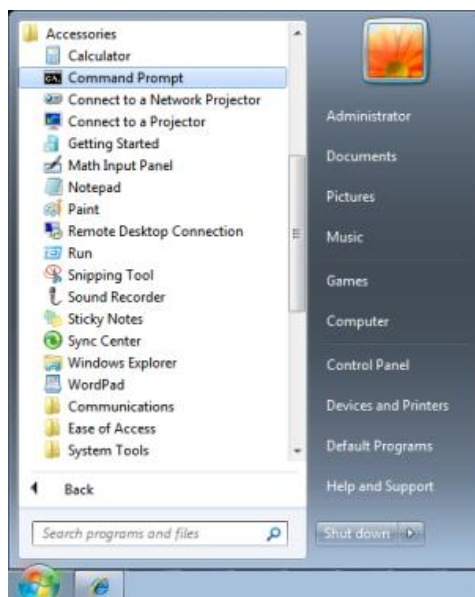 Accessories
Calculator
Command Prompt
Connect to a Network Projector
Connect to a Projector
Getting Started
Math Input Panel
Notepad
Paint
Remote Desktop Connection
Run
Snipping Tool
Sound Recorder
Sticky Notes
Sync Center
Windows Explorer
WordPad
Communications
Ease of Access
System Tools
Back
Search programs and files
Administrator
Documents
Pictures
Music
Games
Computer
Control Panel
Devices and Printers
Default Programs
Help and Support
Shut down